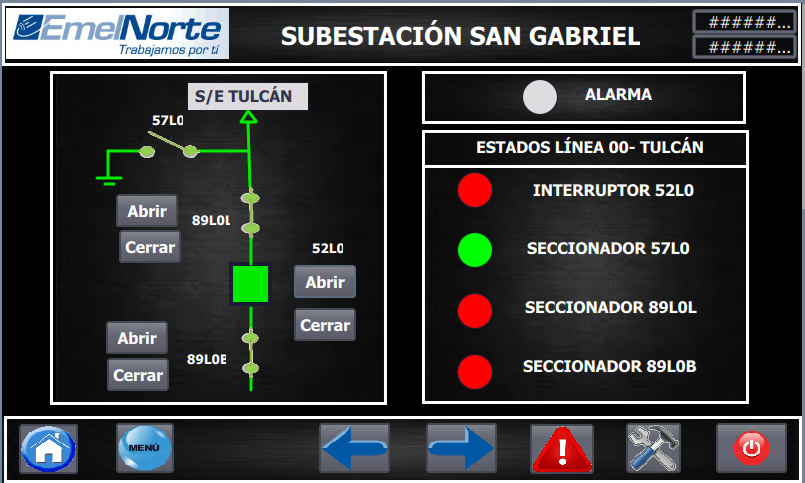 EmelNorte
Trabajamos por tí
SUBESTACIÓN SAN GABRIEL
######...
######...
S/E TULCÁN
57L0
Abrir
Cerrar
89L0L
52L0
Abrir
Cerrar
Abrir
Cerrar
89L0B
ALARMA
ESTADOS LÍNEA 00- TULCÁN
INTERRUPTOR 52L0
SECCIONADOR 57L0
SECCIONADOR 89L0L
SECCIONADOR 89L0B
MENÚ
!